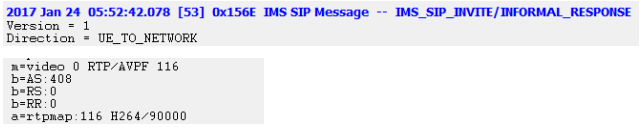 2017 Jan 24 05:52:42.078 [53] 0x156E IMS SIP Message -- IMS_SIP_INVITE/INFORMAL_RESPONSE
Version = 1
Direction = UE_TO_NETWORK
m=video 0 RTP/AVPF 116
b=AS:408
b=RS:0
b=RR:0
a=rtpmap:116 H264/90000